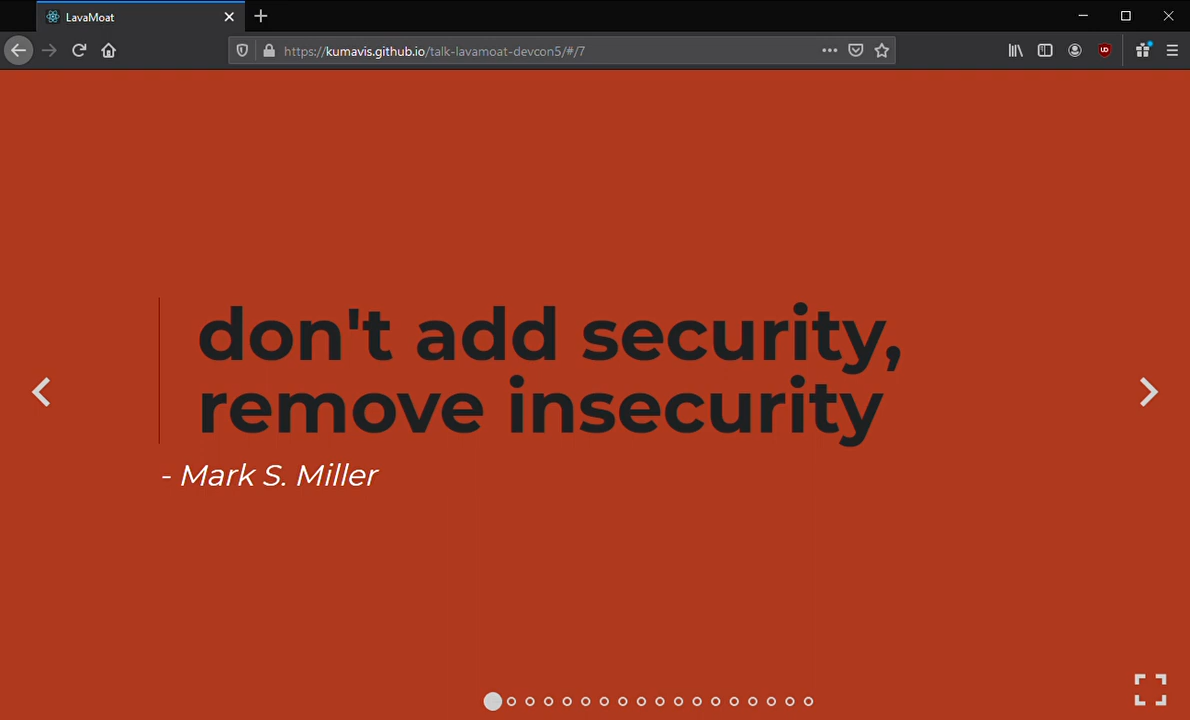 LavaMoat
https://kumavis.github.io/talk-lavamoat-devcon5/#/7
don't add security,
remove insecurity
- Mark S. Miller